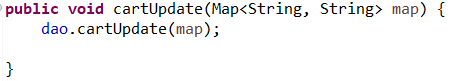 public void cartUpdate(Map<String, String> map) {
    dao.cartUpdate(map);
}